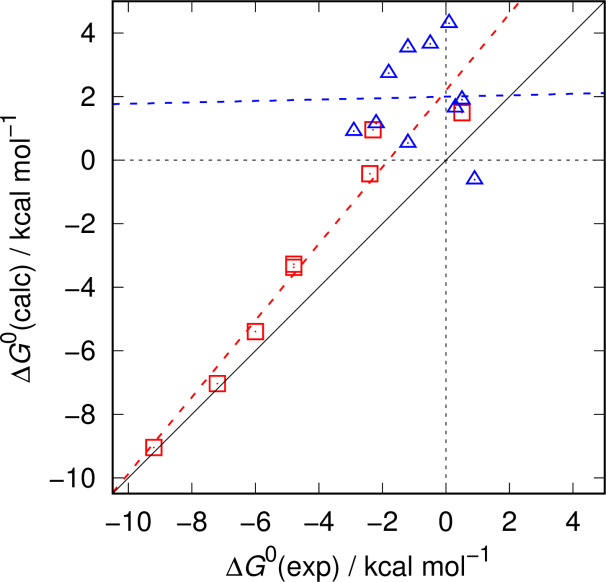 4
2
0
−2
−4
−6
−8
−10
−10 −8 −6 −4 −2 0 2 4
ΔG⁰(calc) / kcal mol⁻¹
ΔG⁰(exp) / kcal mol⁻¹